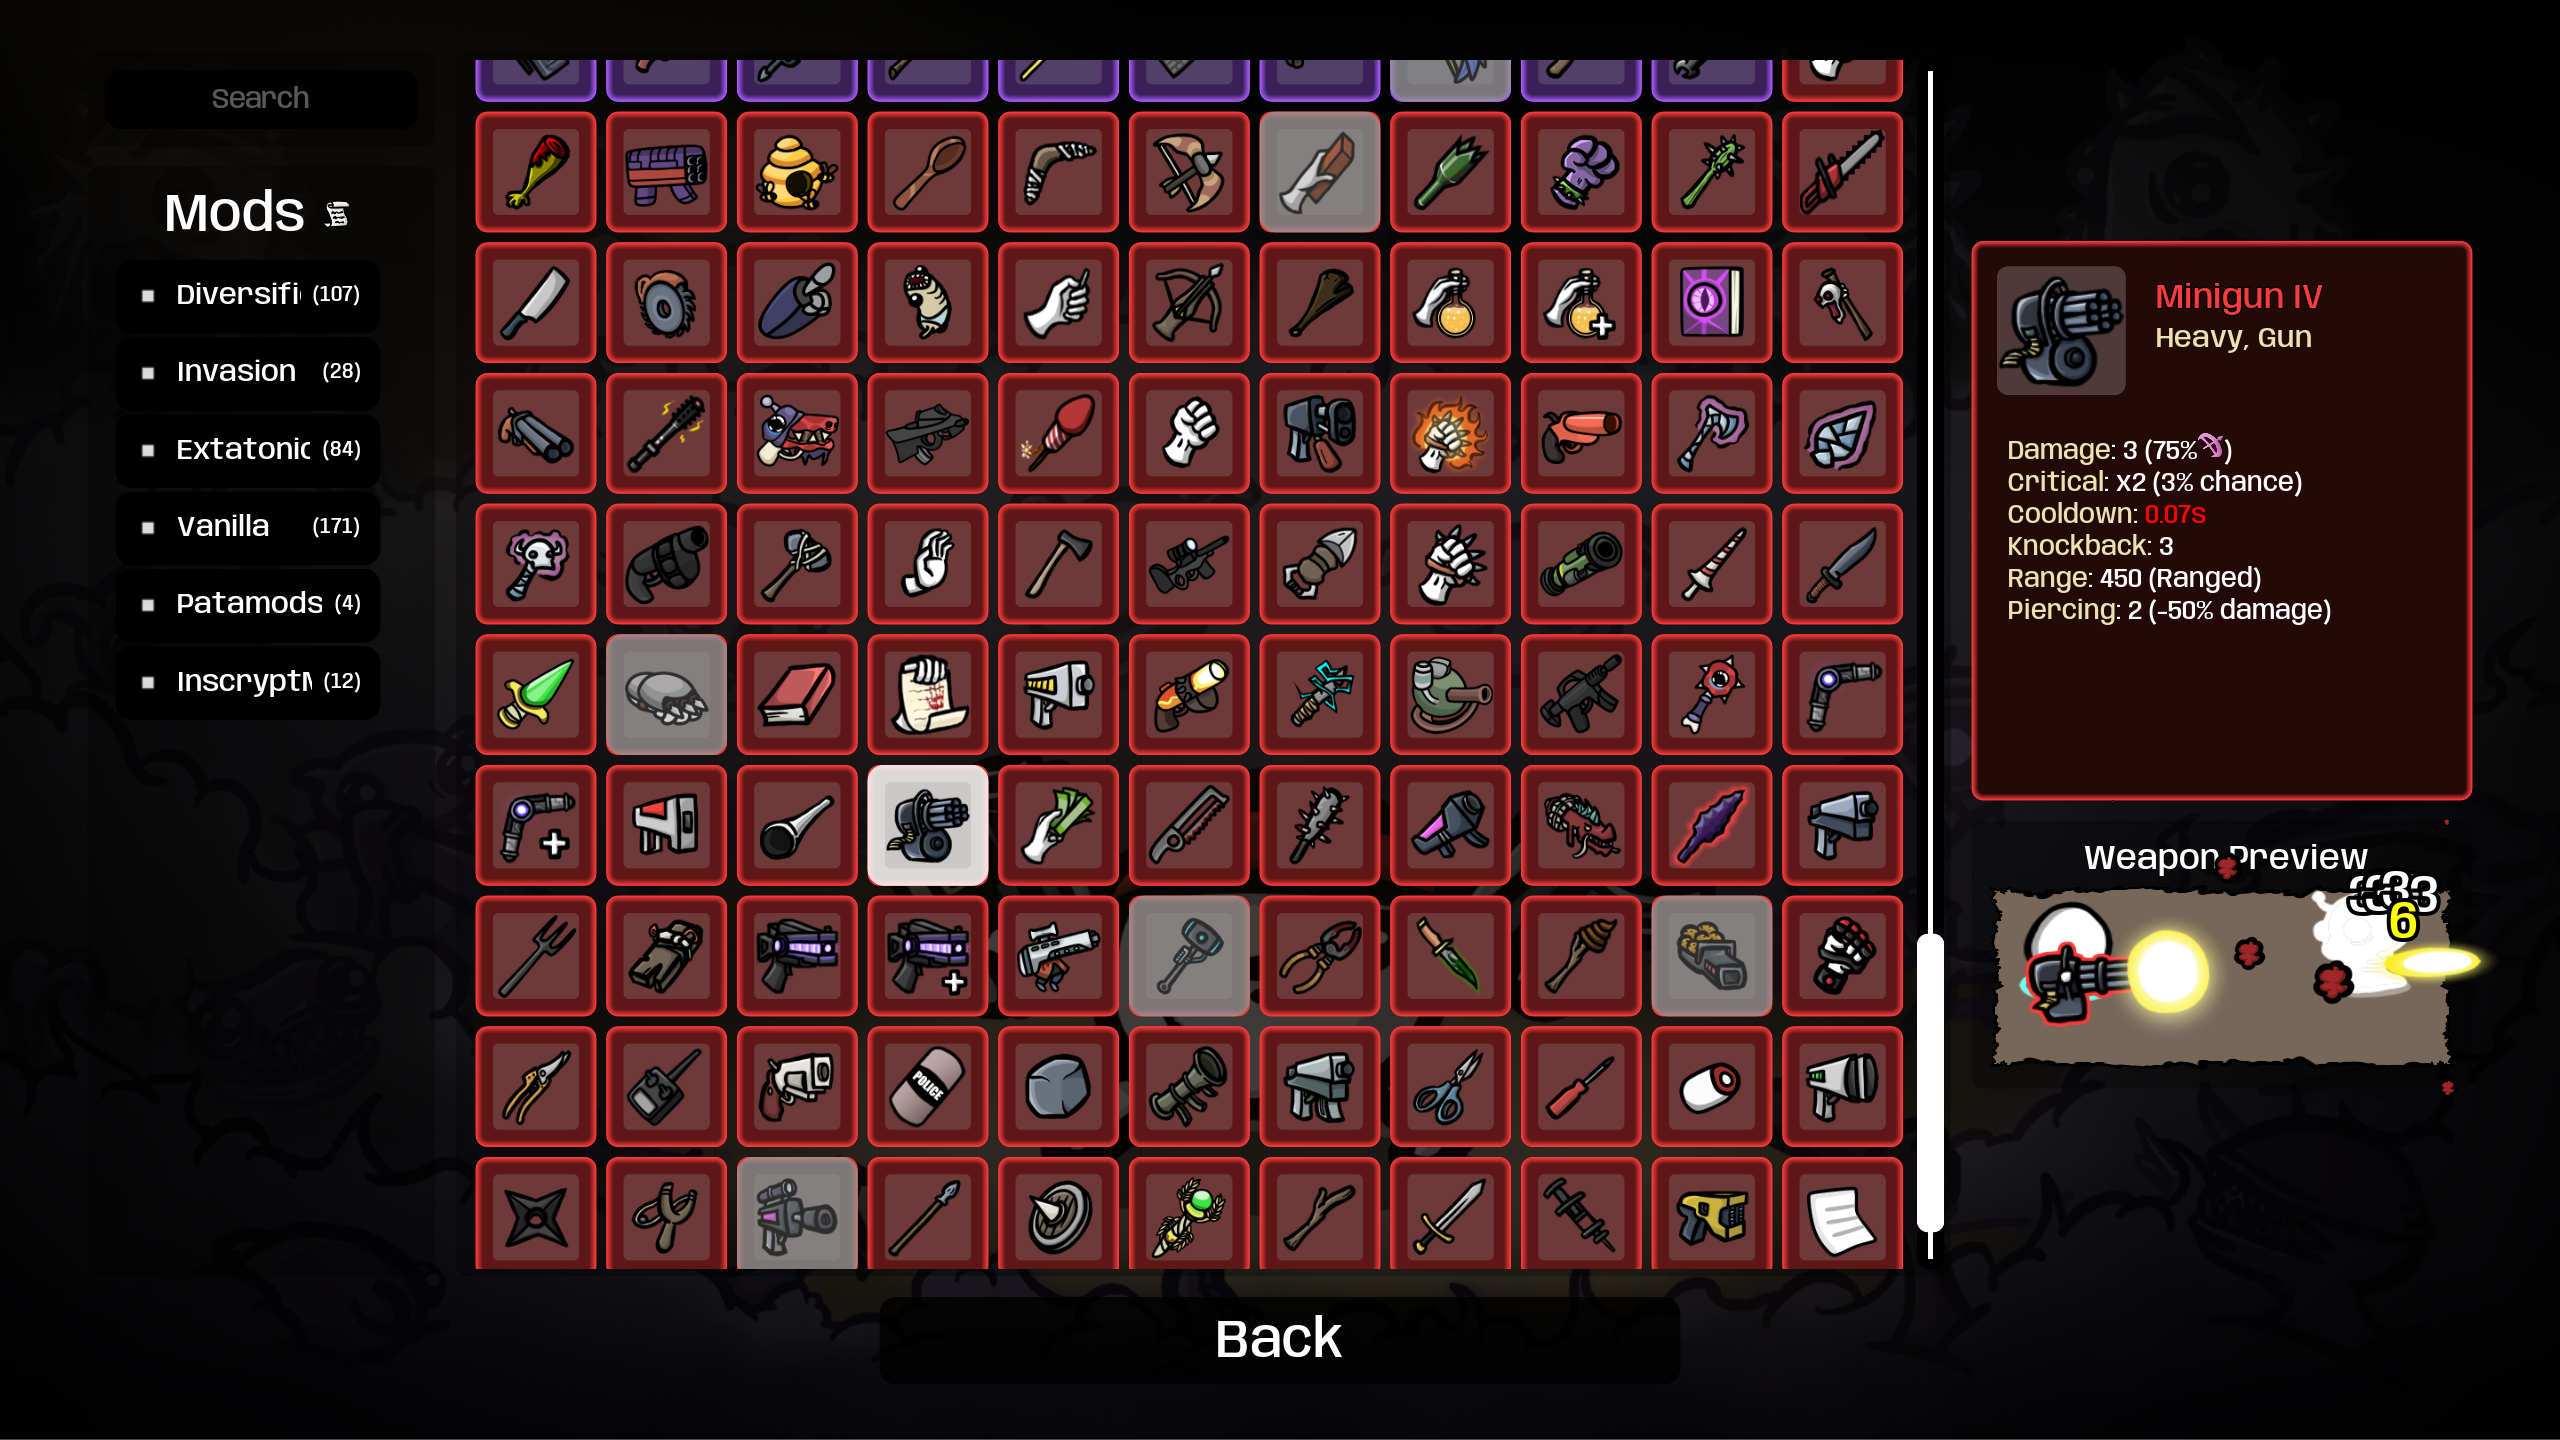 Search
Mods
Diversifi (107)
Invasion (28)
Extatonic (84)
Vanilla (171)
Patamods (4)
Inscrypt (12)
POLICE
Minigun IV
Heavy, Gun
Damage: 3 (75%)
Critical: x2 (3% chance)
Cooldown: 0.07s
Knockback: 3
Range: 450 (Ranged)
Piercing: 2 (-50% damage)
Weapon Preview
33
6
Back